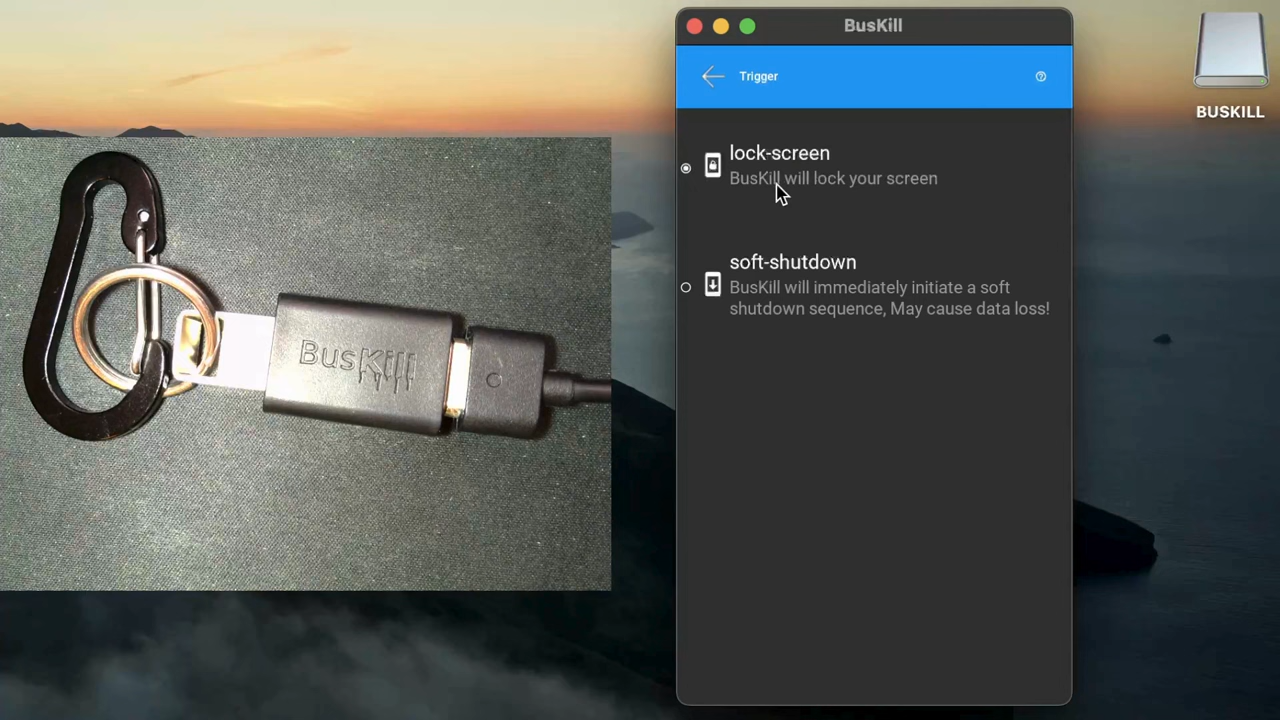 BusKill
Trigger
lock-screen
BusKill will lock your screen
soft-shutdown
BusKill will immediately initiate a soft
shutdown sequence, May cause data loss!
BUSKILL
BusKill